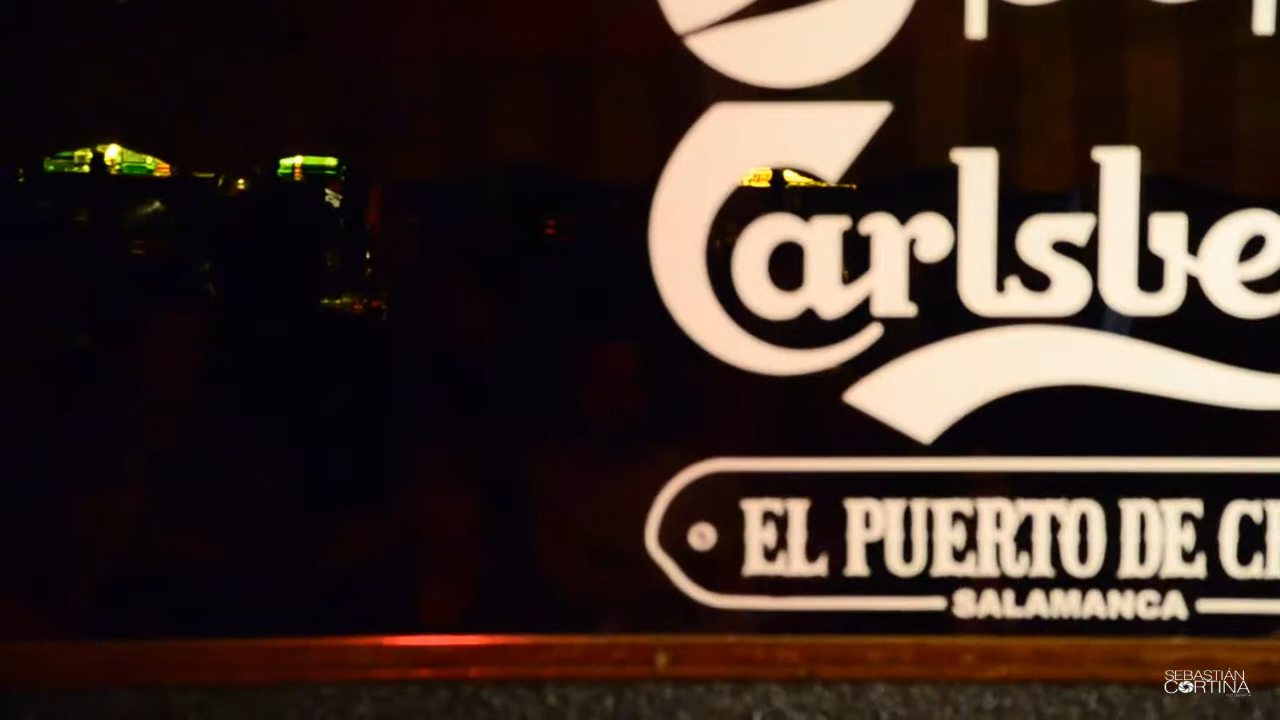 Carlsbe
EL PUERTO DE
SALAMANCA
SEBASTIÁN
CORTINA